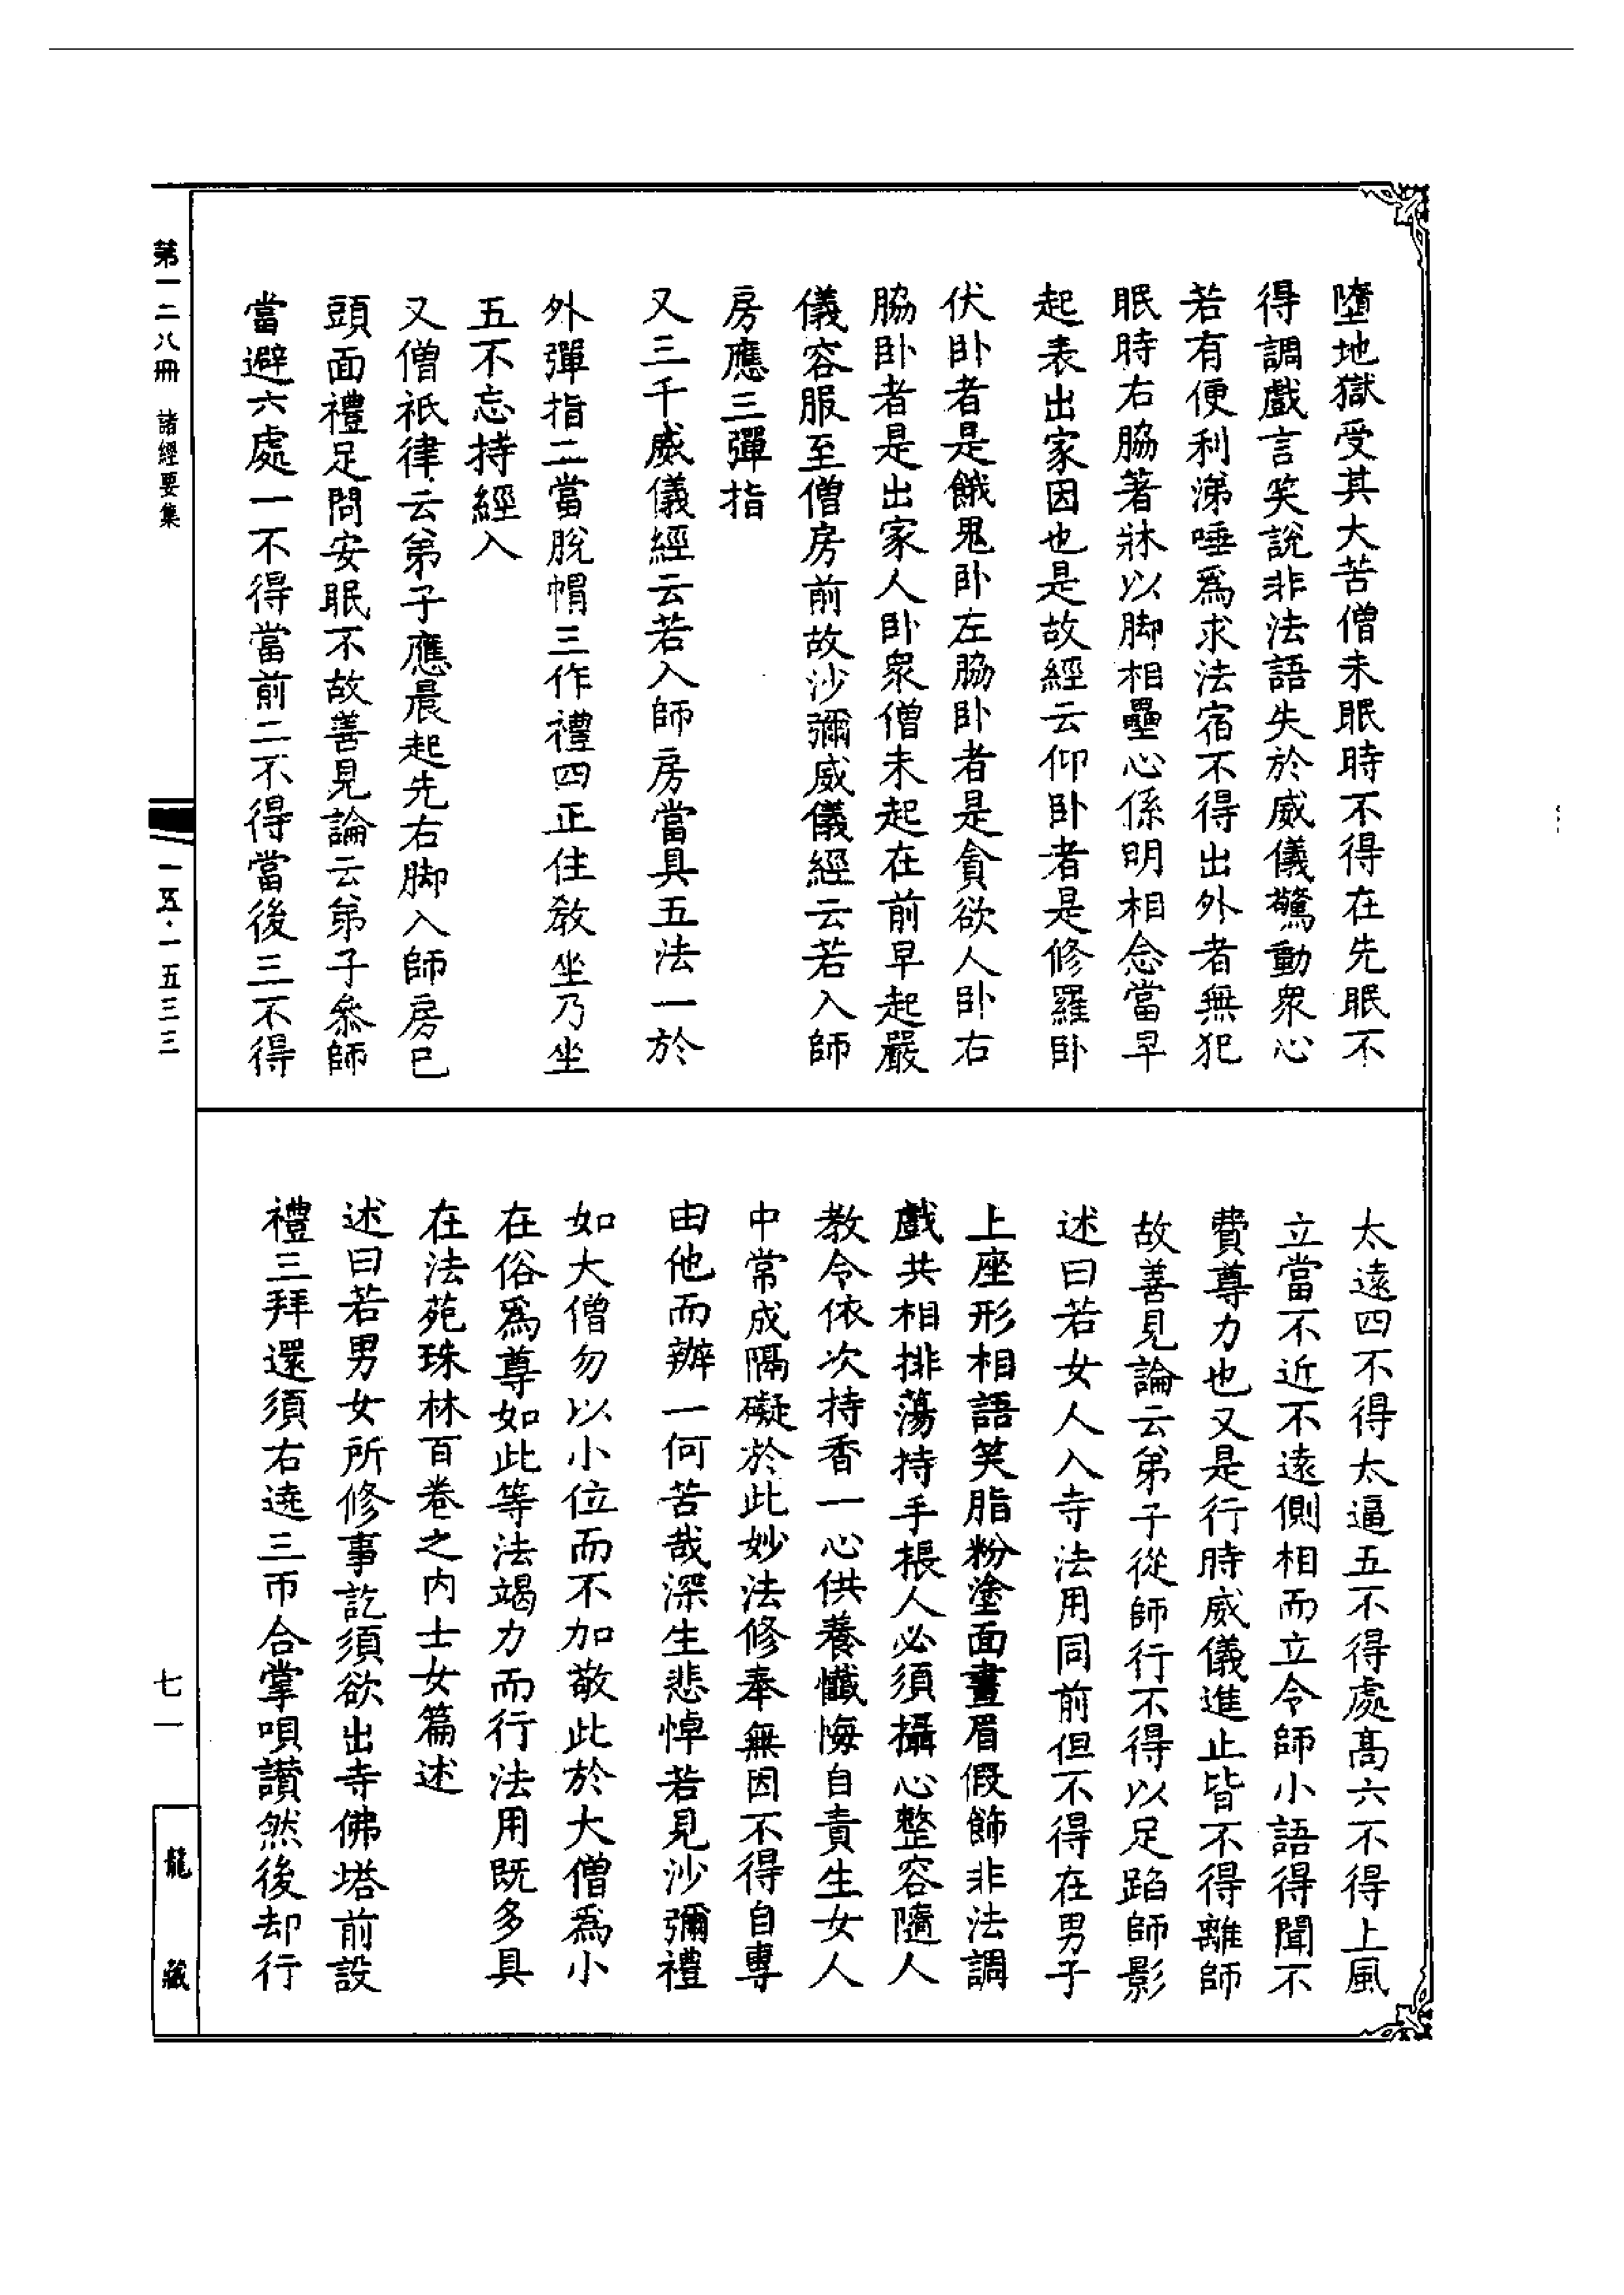 墮地獄受其大苦僧未眠時不得在先眠不
得調戲言笑說非法語失於威儀驚動衆心
若有便利涕唾爲求法宿不得出外者無犯
眠時右脇著牀以脚相壘心係明相念當早
起表出家因也是故經云仰卧者是修羅卧
伏卧者是餓鬼卧左脇卧者是貪欲人卧右
脇卧者是出家人卧衆僧未起在前早起嚴
儀容服至僧房前故沙彌威儀經云若入師
房應三彈指
又三千威儀經云若入師房當具五法一於
外彈指二當脫帽三作禮四正住教坐乃坐
五不忘持經入
又僧祇律云弟子應晨起先右脚入師房已
頭面禮足問安眠不故善見論云弟子叅師
當避六處一不得當前二不得當後三不得
太遠四不得太逼五不得處高六不得上風
立當不近不遠側相而立令師小語得聞不
費尊力也又是行時威儀進止皆不得離師
故善見論云弟子從師行不得以足蹈師影
述曰若女人入寺法用同前但不得在男子
上座形相語笑脂粉塗面畫眉假飾非法調
戲共相排蕩持手棖人必須攝心整容隨人
教令依次持香一心供養懺悔自責生女人
中常成隔礙於此妙法修奉無因不得自專
由他而辦一何苦哉深生悲悼若見沙彌禮
如大僧勿以小位而不加敬此於大僧爲小
在俗爲尊如此等法竭力而行法用既多具
在法苑珠林百卷之内士女篇述
述曰若男女所修事訖須欲出寺佛塔前設
禮三拜還須右遶三帀合掌唄讚然後却行
第一二八冊 諸經要集
一五·一五三三
七一
龍藏